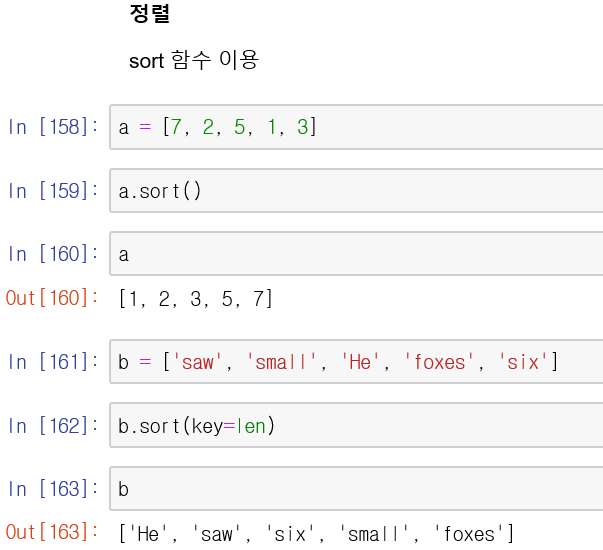 정렬
sort 함수 이용
In [158]: a = [7, 2, 5, 1, 3]
In [159]: a.sort()
In [160]: a
Out[160]: [1, 2, 3, 5, 7]
In [161]: b = ['saw', 'small', 'He', 'foxes', 'six']
In [162]: b.sort(key=len)
In [163]: b
Out[163]: ['He', 'saw', 'six', 'small', 'foxes']